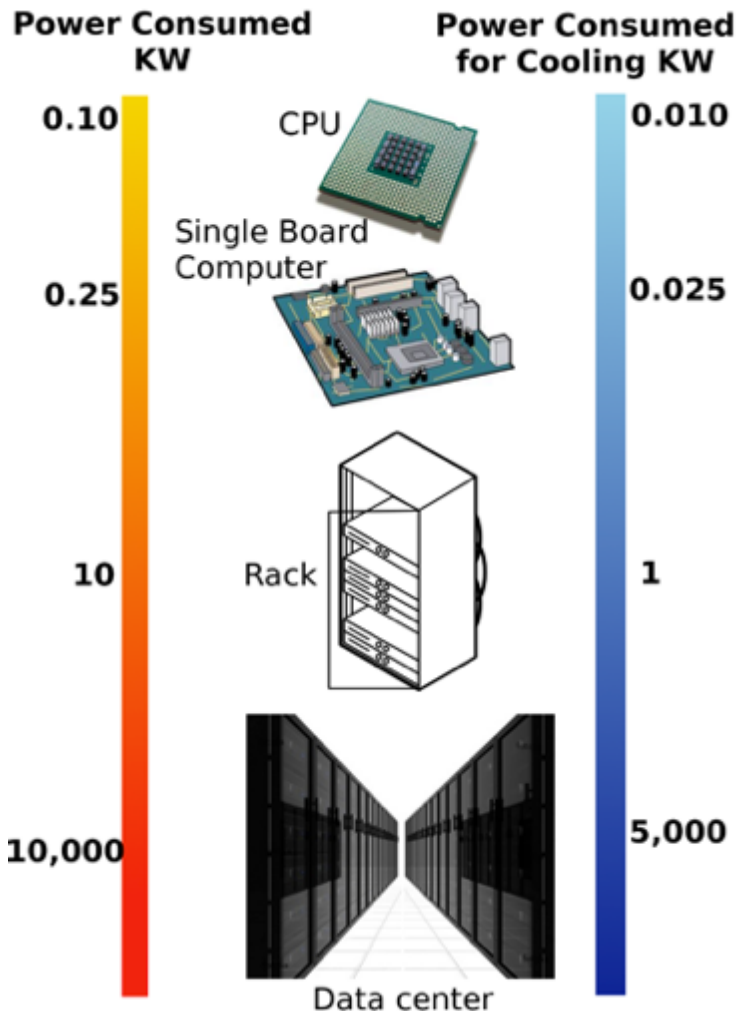 Power Consumed
KW
Power Consumed
for Cooling KW
0.10
CPU
0.010
Single Board
Computer
0.25
0.025
10
Rack
1
10,000
5,000
Data center